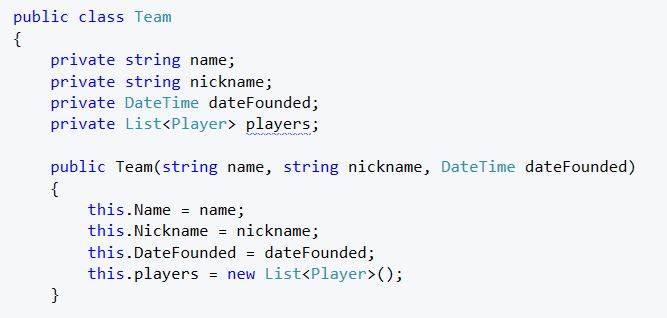 public class Team
{
    private string name;
    private string nickname;
    private DateTime dateFounded;
    private List<Player> players;
    public Team(string name, string nickname, DateTime dateFounded)
    {
        this.Name = name;
        this.Nickname = nickname;
        this.DateFounded = dateFounded;
        this.players = new List<Player>();
    }